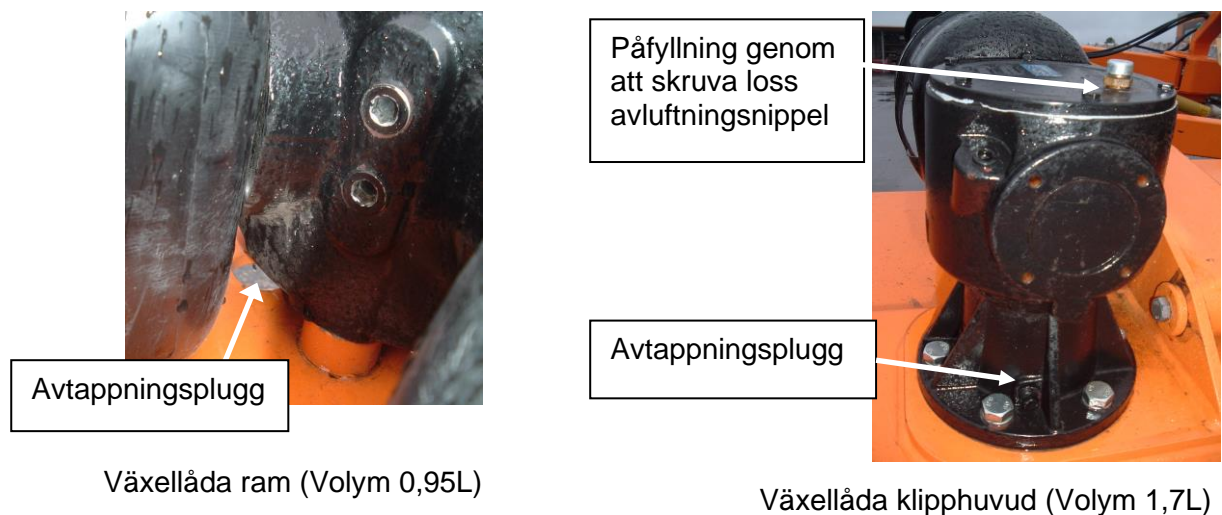 Påfyllning genom
att skruva loss
avluftningsnippel
Avtappningsplugg
Avtappningsplugg
Växellåda ram (Volym 0,95L)
Växellåda klipphuvud (Volym 1,7L)